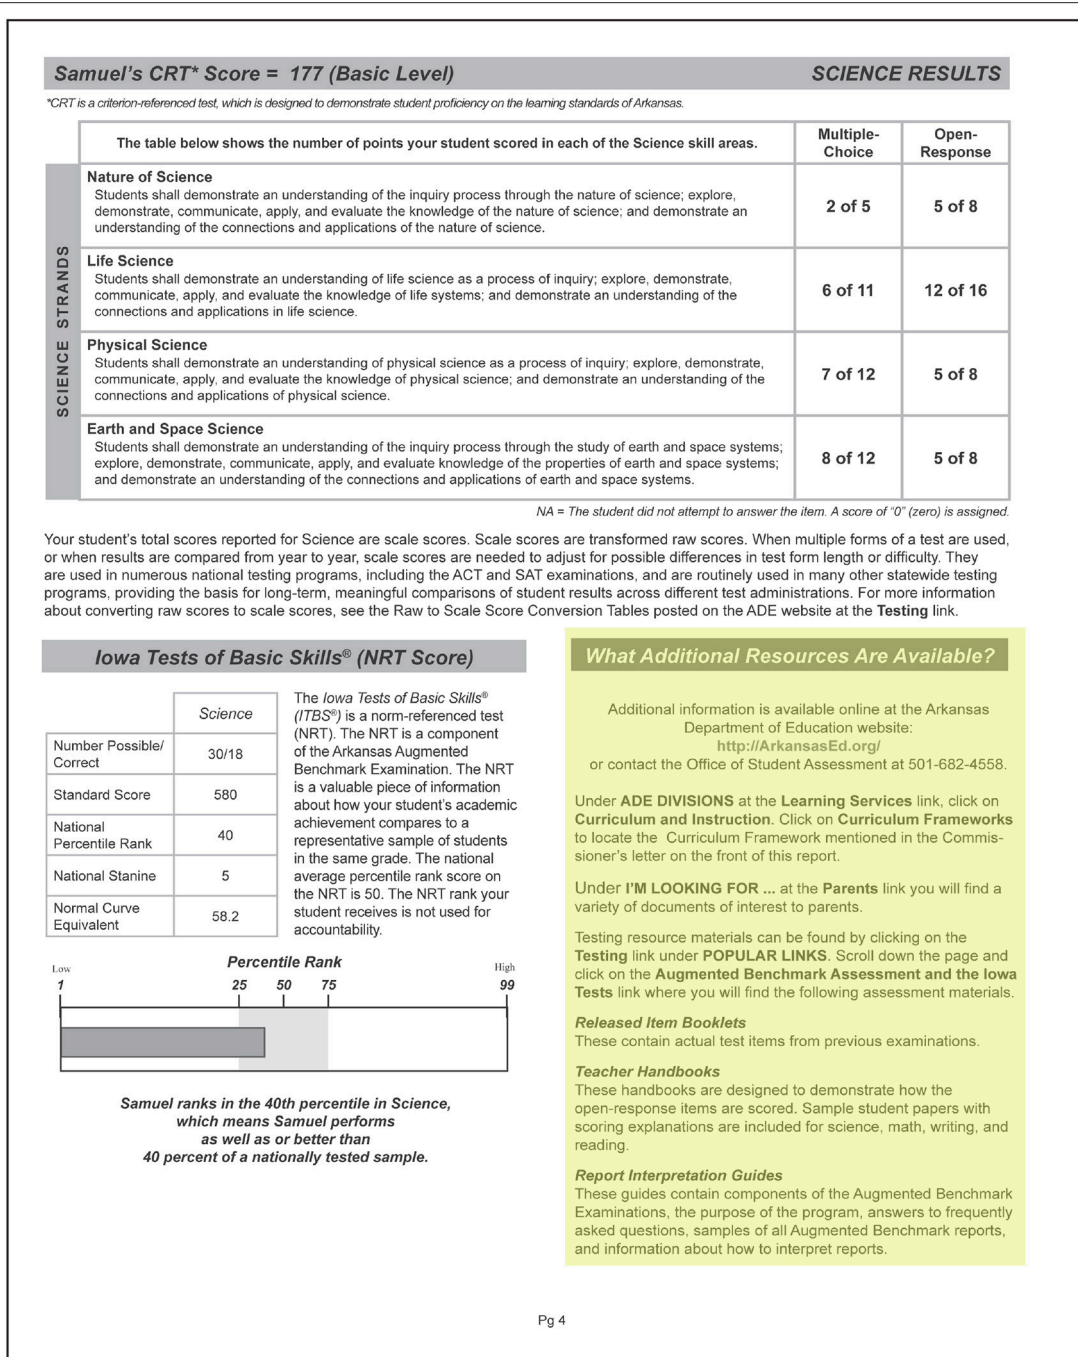 Samuel's CRT* Score = 177 (Basic Level) SCIENCE RESULTS
*CRT is a criterion-referenced test, which is designed to demonstrate student proficiency on the learning standards of Arkansas.
The table below shows the number of points your student scored in each of the Science skill areas.
Multiple-
Choice
Open-
Response
SCIENCE STRANDS
Nature of Science
Students shall demonstrate an understanding of the inquiry process through the nature of science; explore,
demonstrate, communicate, apply, and evaluate the knowledge of the nature of science; and demonstrate an
understanding of the connections and applications of the nature of science.
2 of 5 5 of 8
Life Science
Students shall demonstrate an understanding of life science as a process of inquiry; explore, demonstrate,
communicate, apply, and evaluate the knowledge of life systems; and demonstrate an understanding of the
connections and applications in life science.
6 of 11 12 of 16
Physical Science
Students shall demonstrate an understanding of physical science as a process of inquiry; explore, demonstrate,
communicate, apply, and evaluate the knowledge of physical science; and demonstrate an understanding of the
connections and applications of physical science.
7 of 12 5 of 8
Earth and Space Science
Students shall demonstrate an understanding of the inquiry process through the study of earth and space systems;
explore, demonstrate, communicate, apply, and evaluate knowledge of the properties of earth and space systems;
and demonstrate an understanding of the connections and applications of earth and space systems.
8 of 12 5 of 8
NA = The student did not attempt to answer the item. A score of "0" (zero) is assigned.
Your student's total scores reported for Science are scale scores. Scale scores are transformed raw scores. When multiple forms of a test are used,
or when results are compared from year to year, scale scores are needed to adjust for possible differences in test form length or difficulty. They
are used in numerous national testing programs, including the ACT and SAT examinations, and are routinely used in many other statewide testing
programs, providing the basis for long-term, meaningful comparisons of student results across different test administrations. For more information
about converting raw scores to scale scores, see the Raw to Scale Score Conversion Tables posted on the ADE website at the Testing link.
Iowa Tests of Basic Skills® (NRT Score)
Science
Number Possible/
Correct
30/18
Standard Score 580
National
Percentile Rank
40
National Stanine 5
Normal Curve
Equivalent
58.2
The Iowa Tests of Basic Skills®
(ITBS®) is a norm-referenced test
(NRT). The NRT is a component
of the Arkansas Augmented
Benchmark Examination. The NRT
is a valuable piece of information
about how your student's academic
achievement compares to a
representative sample of students
in the same grade. The national
average percentile rank score on
the NRT is 50. The NRT rank your
student receives is not used for
accountability.
Percentile Rank
Low High
1 25 50 75 99
Samuel ranks in the 40th percentile in Science,
which means Samuel performs
as well as or better than
40 percent of a nationally tested sample.
What Additional Resources Are Available?
Additional information is available online at the Arkansas
Department of Education website:
http://ArkansasEd.org/
or contact the Office of Student Assessment at 501-682-4558.
Under ADE DIVISIONS at the Learning Services link, click on
Curriculum and Instruction. Click on Curriculum Frameworks
to locate the Curriculum Framework mentioned in the Commis-
sioner's letter on the front of this report.
Under I'M LOOKING FOR ... at the Parents link you will find a
variety of documents of interest to parents.
Testing resource materials can be found by clicking on the
Testing link under POPULAR LINKS. Scroll down the page and
click on the Augmented Benchmark Assessment and the Iowa
Tests link where you will find the following assessment materials.
Released Item Booklets
These contain actual test items from previous examinations.
Teacher Handbooks
These handbooks are designed to demonstrate how the
open-response items are scored. Sample student papers with
scoring explanations are included for science, math, writing, and
reading.
Report Interpretation Guides
These guides contain components of the Augmented Benchmark
Examinations, the purpose of the program, answers to frequently
asked questions, samples of all Augmented Benchmark reports,
and information about how to interpret reports.
Pg 4